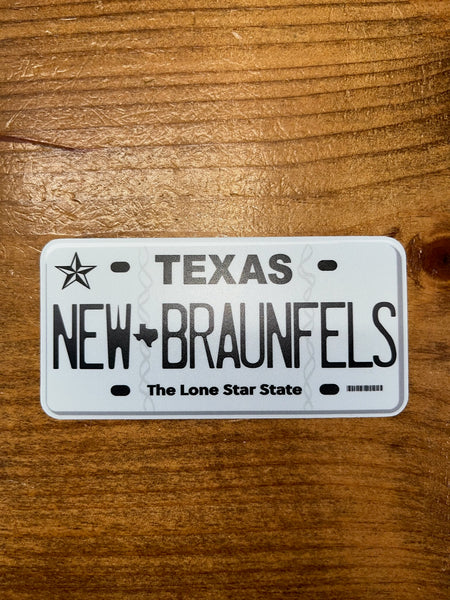 TEXAS
NEW BRAUNFELS
The Lone Star State